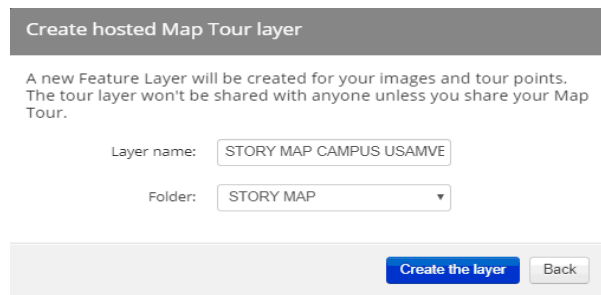 Create hosted Map Tour layer
A new Feature Layer will be created for your images and tour points.
The tour layer won't be shared with anyone unless you share your Map
Tour.
Layer name: STORY MAP CAMPUS USAMVE
Folder: STORY MAP
Create the layer Back